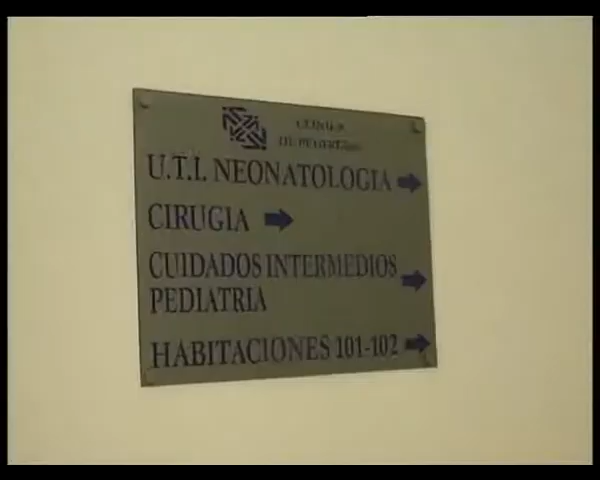 U.T.I. NEONATOLOGIA
CIRUGIA
CUIDADOS INTERMEDIOS
PEDIATRIA
HABITACIONES 101-102